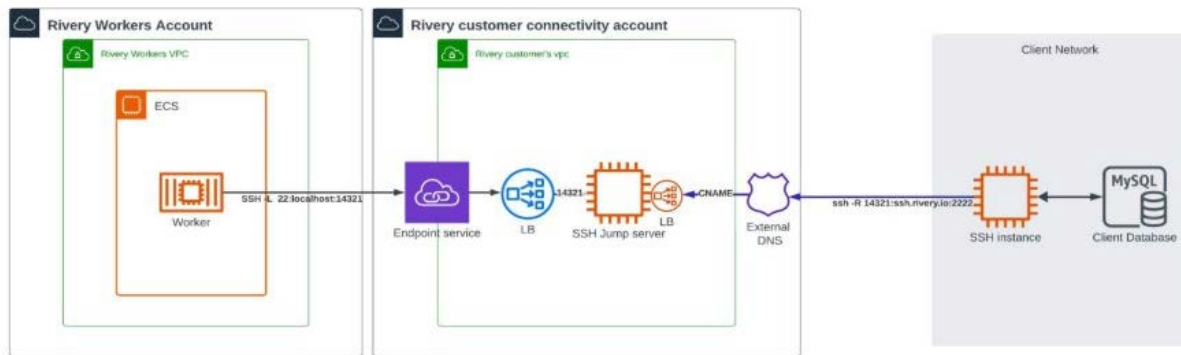 Rivery Workers Account
Rivery customer connectivity account
Rivery Workers VPC
Rivery customer's vpc
Client Network
ECS
MySQL
14321
CNAME
SSH -L 22:localhost:14321
ssh -R 14321:ssh.rivery.io:2222
Worker
Endpoint service
LB
SSH Jump server
LB
External
DNS
SSH instance
Client Database